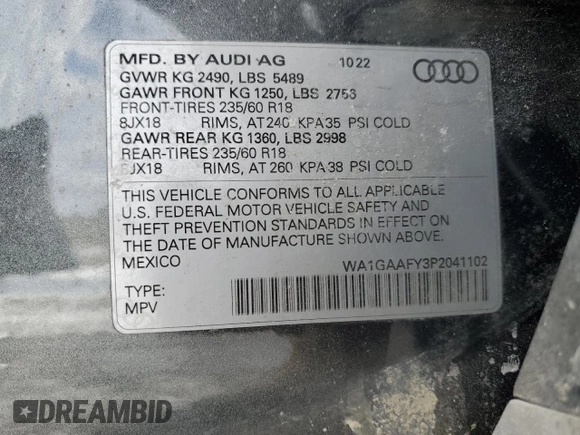 MFD. BY AUDI AG 10 22
GVWR KG 2490, LBS 5489
GAWR FRONT KG 1250, LBS 2756
FRONT-TIRES 235/60 R18
8JX18 RIMS, AT 240 KPA 35 PSI COLD
GAWR REAR KG 1360, LBS 2998
REAR-TIRES 235/60 R18
8JX18 RIMS, AT 260 KPA 38 PSI COLD
THIS VEHICLE CONFORMS TO ALL APPLICABLE
U.S. FEDERAL MOTOR VEHICLE SAFETY AND
THEFT PREVENTION STANDARDS IN EFFECT ON
THE DATE OF MANUFACTURE SHOWN ABOVE.
MEXICO WA1GAAFY3P2041102
TYPE:
MPV
DREAMBID